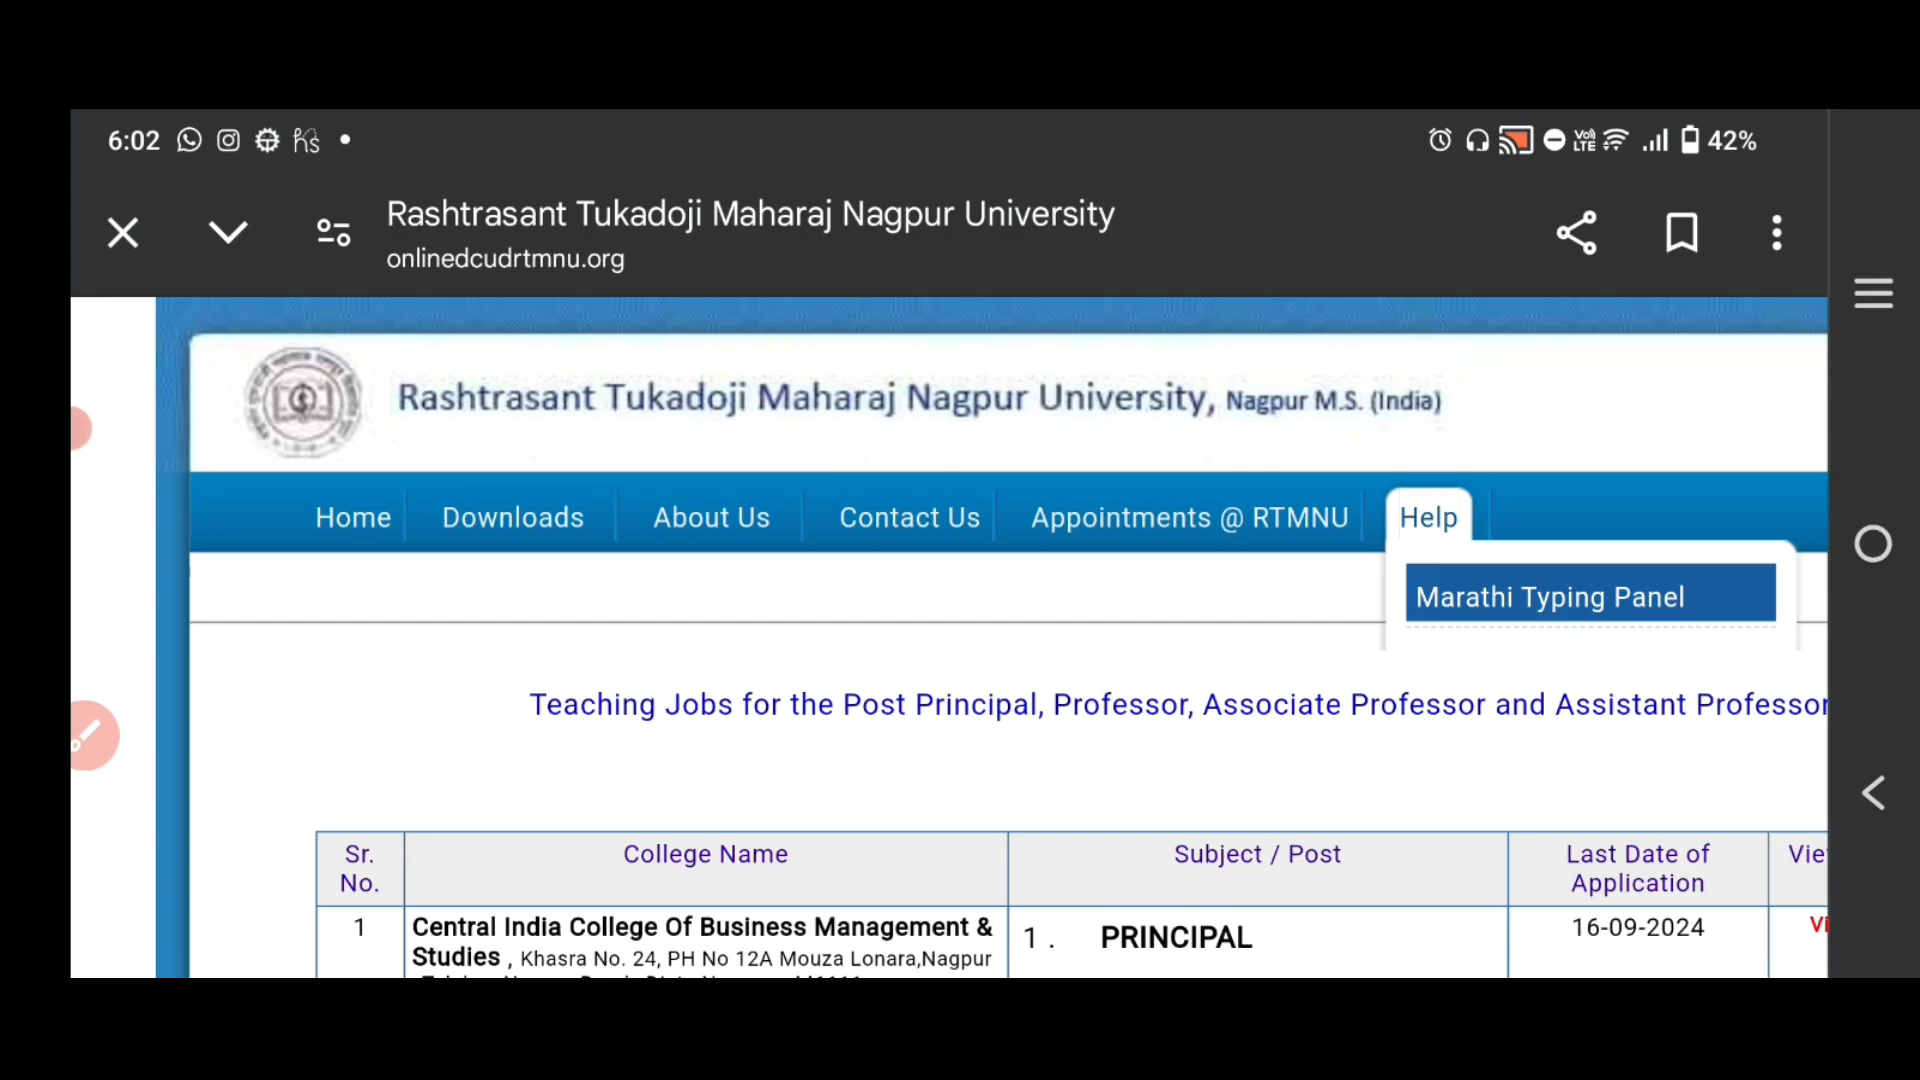 6:02
Vo) LTE 42%
Rashtrasant Tukadoji Maharaj Nagpur University
onlinedcudrtmnu.org
Rashtrasant Tukadoji Maharaj Nagpur University, Nagpur M.S. (India)
Home Downloads About Us Contact Us Appointments @ RTMNU Help
Marathi Typing Panel
Teaching Jobs for the Post Principal, Professor, Associate Professor and Assistant Professor
Sr. No. College Name Subject / Post Last Date of Application
1 Central India College Of Business Management & 1 . PRINCIPAL 16-09-2024
Studies , Khasra No. 24, PH No 12A Mouza Lonara,Nagpur